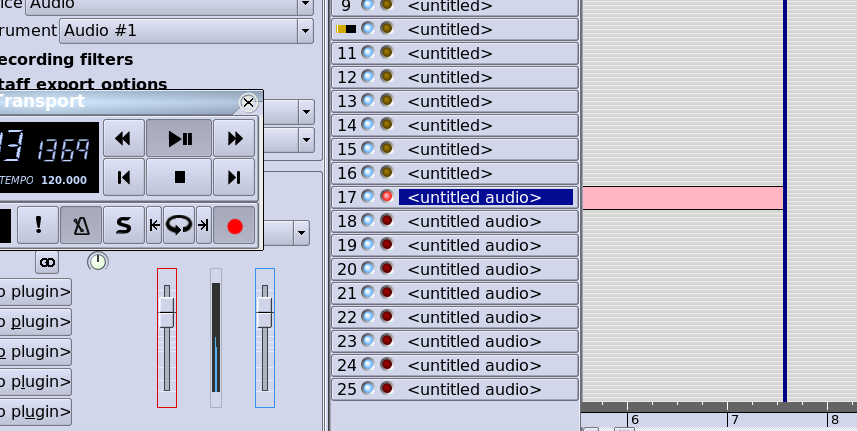 ice Audio
rument Audio #1
ecording filters
taff export options
Transport
1369
TEMPO 120.000
! S
o plugin>
o plugin>
o plugin>
o plugin>
o plugin>
9 <untitled>
<untitled>
11 <untitled>
12 <untitled>
13 <untitled>
14 <untitled>
15 <untitled>
16 <untitled>
17 <untitled audio>
18 <untitled audio>
19 <untitled audio>
20 <untitled audio>
21 <untitled audio>
22 <untitled audio>
23 <untitled audio>
24 <untitled audio>
25 <untitled audio>
6 7 8